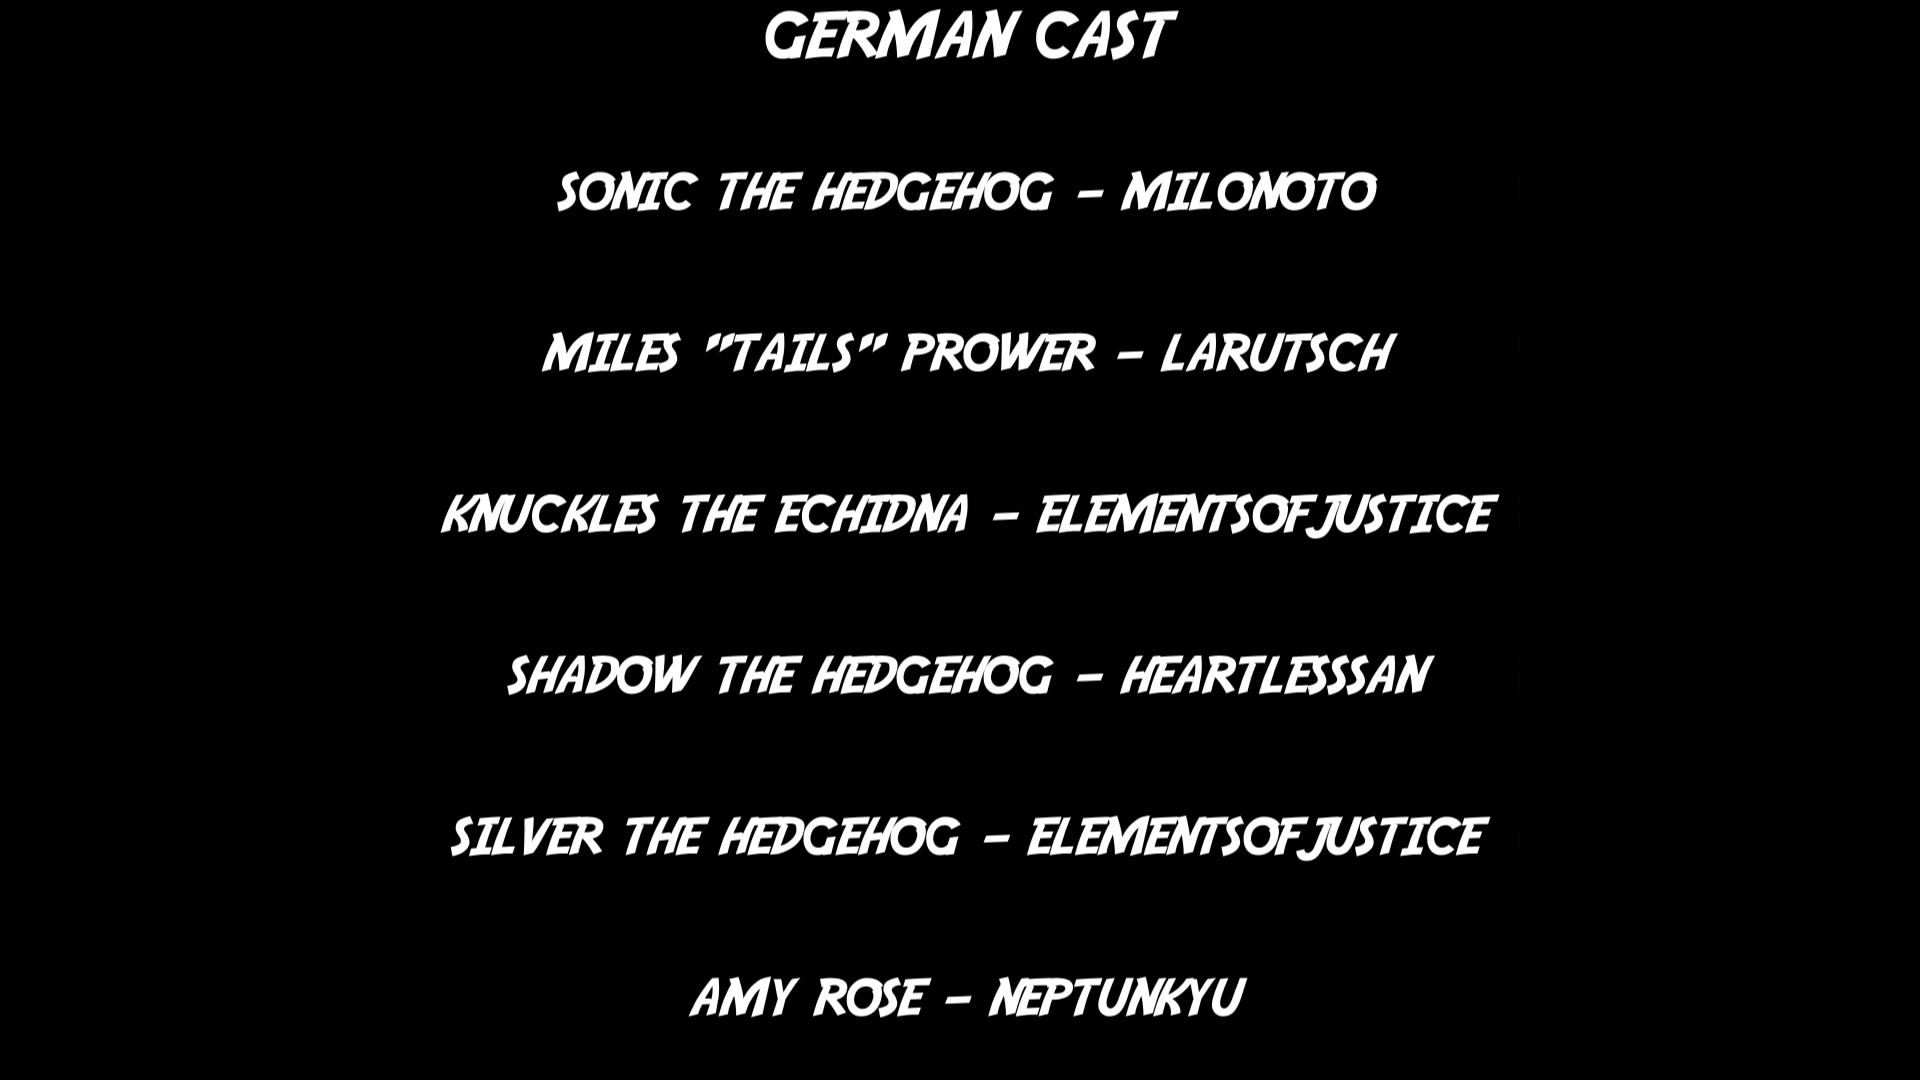 GERMAN CAST
SONIC THE HEDGEHOG - MILONOTO
MILES "TAILS" PROWER - LARUTSCH
KNUCKLES THE ECHIDNA - ELEMENTSOFJUSTICE
SHADOW THE HEDGEHOG - HEARTLESSSAN
SILVER THE HEDGEHOG - ELEMENTSOFJUSTICE
AMY ROSE - NEPTUNKYU